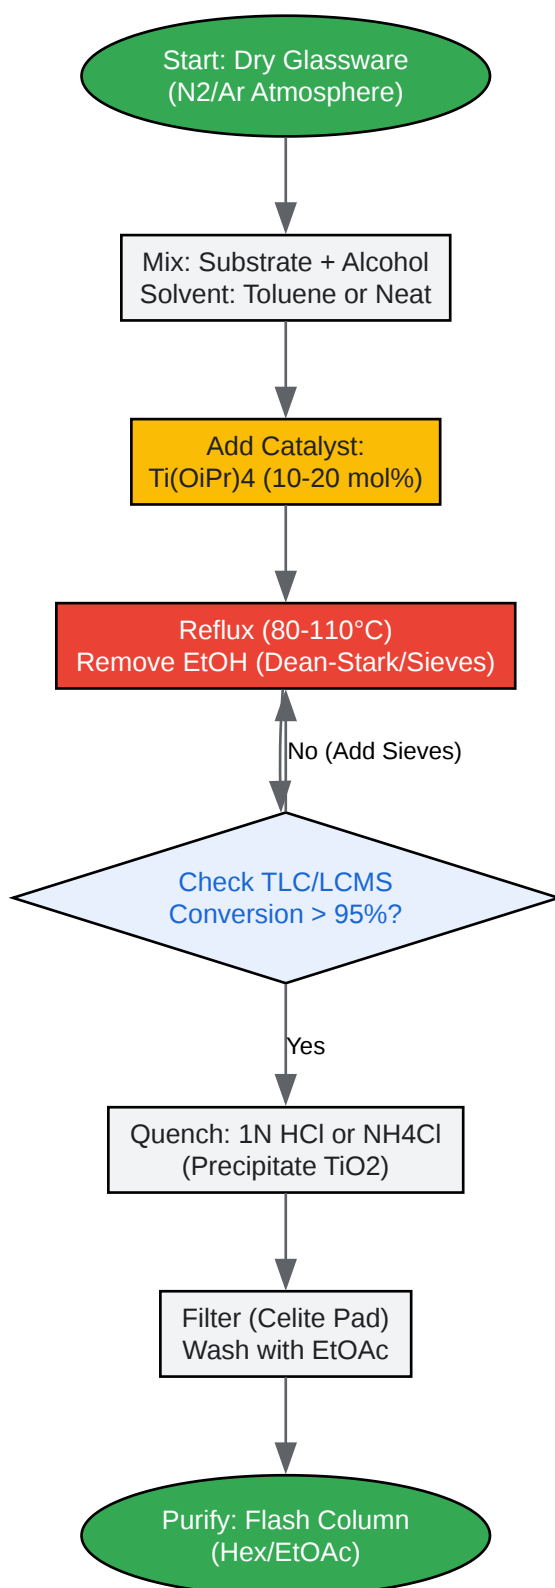 Start: Dry Glassware
(N2/Ar Atmosphere)
Mix: Substrate + Alcohol
Solvent: Toluene or Neat
Add Catalyst:
Ti(OiPr)4 (10-20 mol%)
Reflux (80-110°C)
Remove EtOH (Dean-Stark/Sieves)
No (Add Sieves)
Check TLC/LCMS
Conversion > 95%?
Yes
Quench: 1N HCl or NH4Cl
(Precipitate TiO2)
Filter (Celite Pad)
Wash with EtOAc
Purify: Flash Column
(Hex/EtOAc)